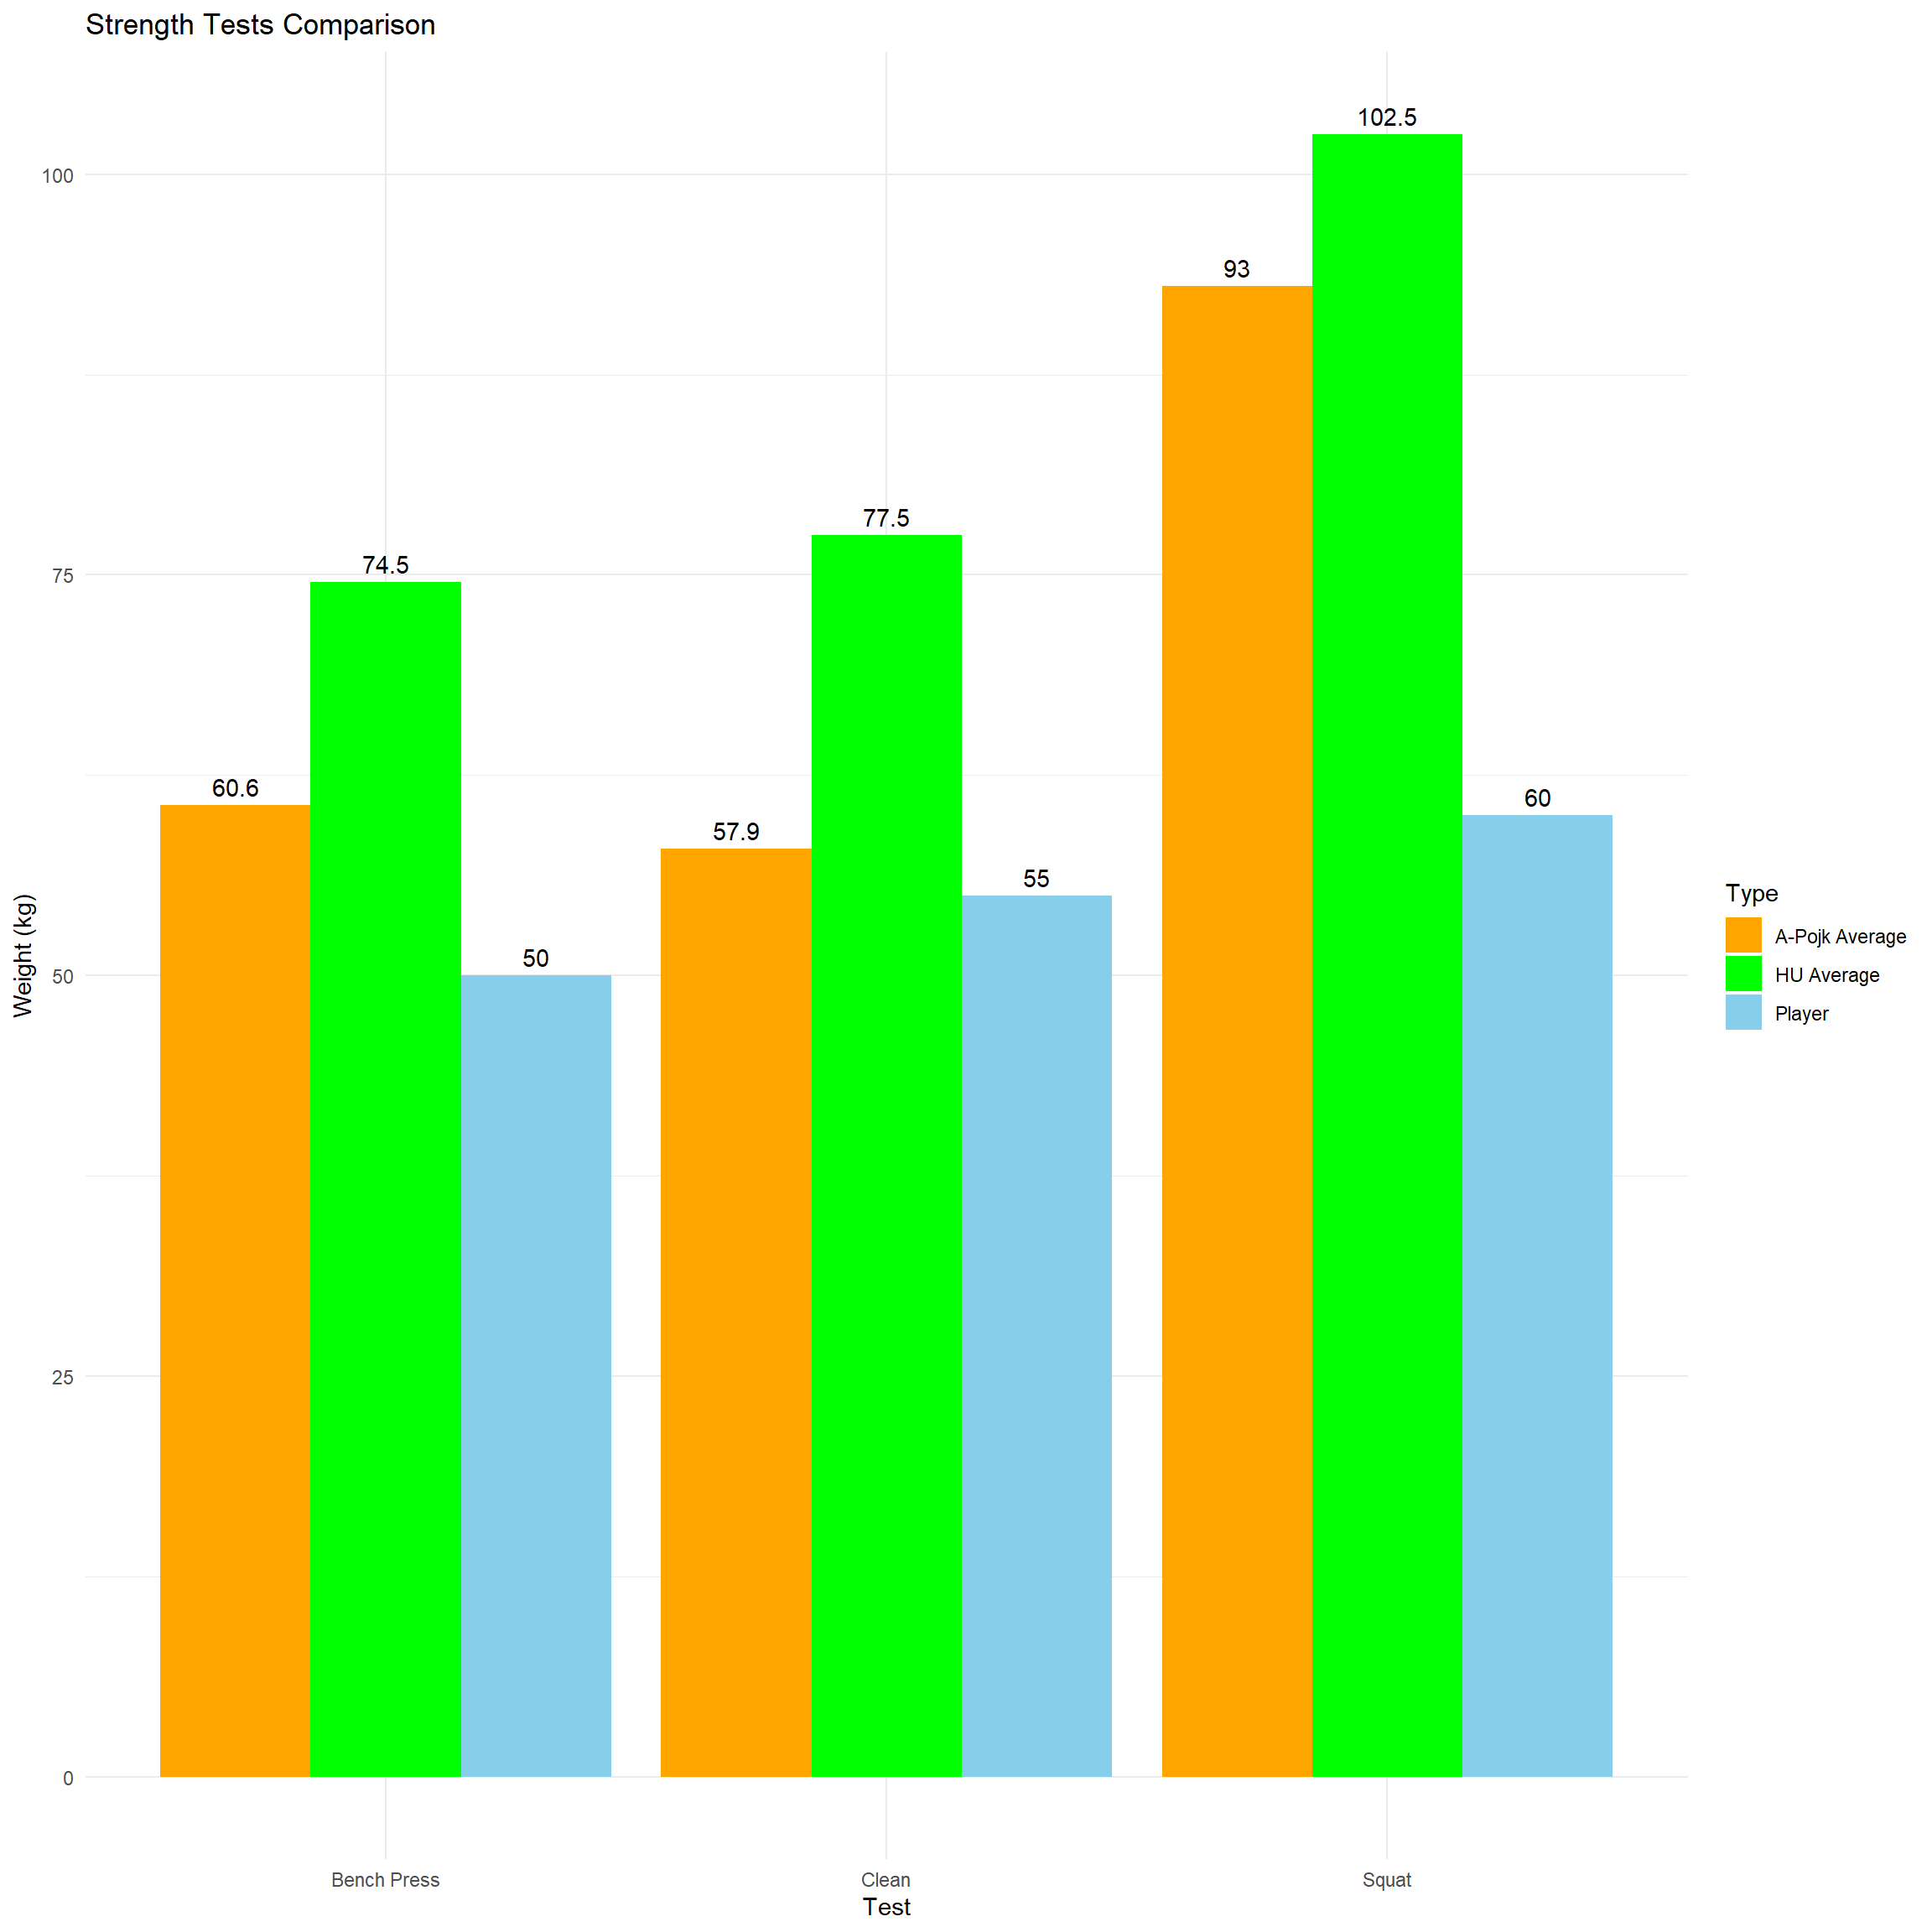 Strength Tests Comparison
102.5
100
93
77.5
74.5
75
60.6
60
57.9
55
50
50
25
0
Weight (kg)
Type
A-Pojk Average
HU Average
Player
Bench Press
Clean
Squat
Test